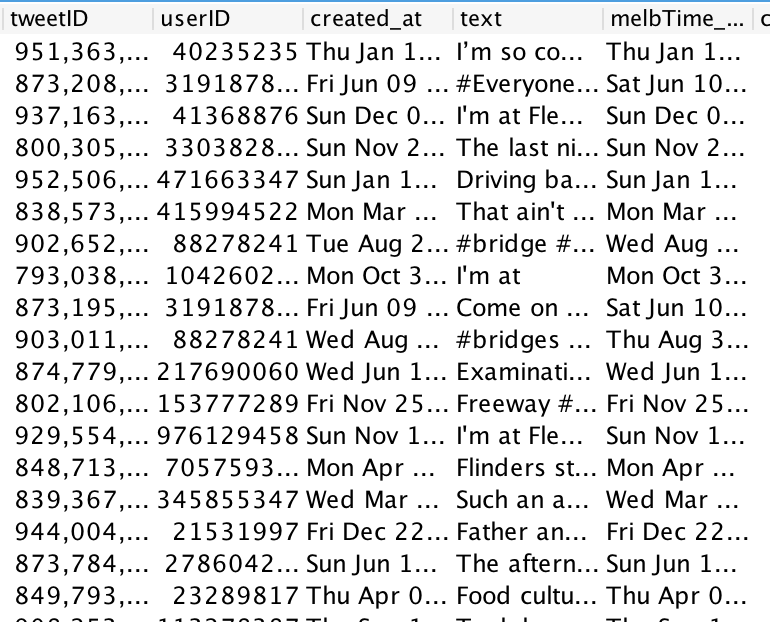 tweetID userID created_at text melbTime_... c
951,363,... 40235235 Thu Jan 1... I’m so co... Thu Jan 1...
873,208,... 3191878... Fri Jun 09 ... #Everyone... Sat Jun 10...
937,163,... 41368876 Sun Dec 0... I'm at Fle... Sun Dec 0...
800,305,... 3303828... Sun Nov 2... The last ni... Sun Nov 2...
952,506,... 471663347 Sun Jan 1... Driving ba... Sun Jan 1...
838,573,... 415994522 Mon Mar ... That ain't ... Mon Mar ...
902,652,... 88278241 Tue Aug 2... #bridge #... Wed Aug ...
793,038,... 1042602... Mon Oct 3... I'm at Mon Oct 3...
873,195,... 3191878... Fri Jun 09 ... Come on ... Sat Jun 10...
903,011,... 88278241 Wed Aug ... #bridges ... Thu Aug 3...
874,779,... 217690060 Wed Jun 1... Examinati... Wed Jun 1...
802,106,... 153777289 Fri Nov 25... Freeway #... Fri Nov 25...
929,554,... 976129458 Sun Nov 1... I'm at Fle... Sun Nov 1...
848,713,... 7057593... Mon Apr ... Flinders st... Mon Apr ...
839,367,... 345855347 Wed Mar ... Such an a... Wed Mar ...
944,004,... 21531997 Fri Dec 22... Father an... Fri Dec 22...
873,784,... 2786042... Sun Jun 1... The aftern... Sun Jun 1...
849,793,... 23289817 Thu Apr 0... Food cultu... Thu Apr 0...